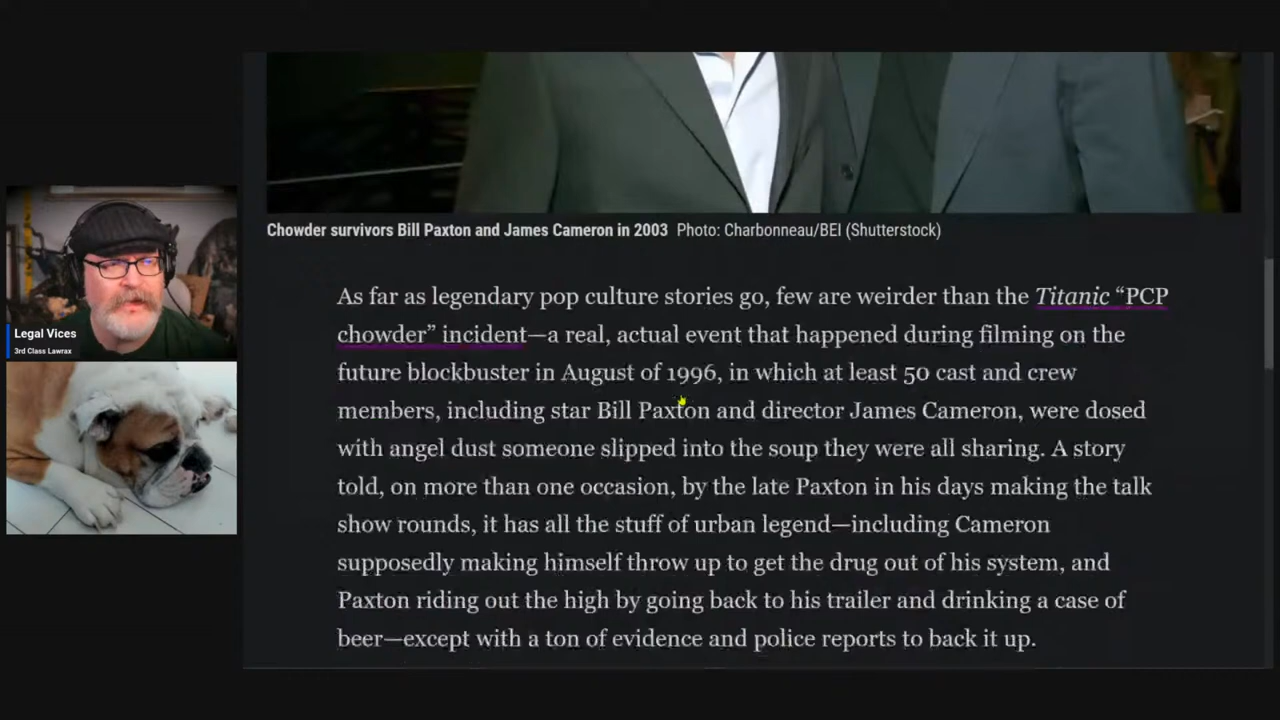 Chowder survivors Bill Paxton and James Cameron in 2003 Photo: Charbonneau/BEI (Shutterstock)
As far as legendary pop culture stories go, few are weirder than the Titanic “PCP
chowder” incident—a real, actual event that happened during filming on the
future blockbuster in August of 1996, in which at least 50 cast and crew
members, including star Bill Paxton and director James Cameron, were dosed
with angel dust someone slipped into the soup they were all sharing. A story
told, on more than one occasion, by the late Paxton in his days making the talk
show rounds, it has all the stuff of urban legend—including Cameron
supposedly making himself throw up to get the drug out of his system, and
Paxton riding out the high by going back to his trailer and drinking a case of
beer—except with a ton of evidence and police reports to back it up.
Legal Vices
3rd Class Lawrax